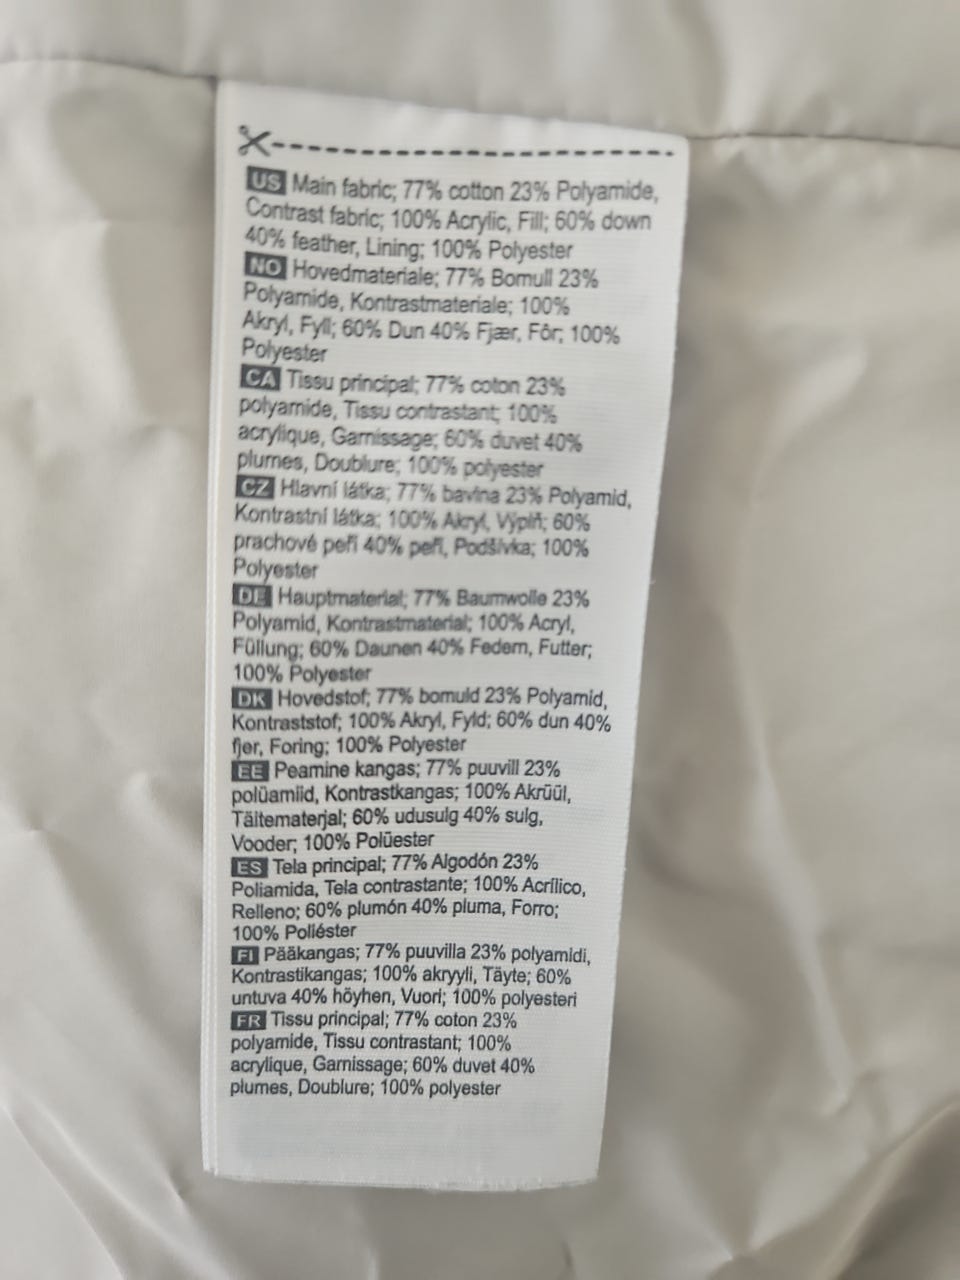 US Main fabric; 77% cotton 23% Polyamide,
Contrast fabric; 100% Acrylic, Fill; 60% down
40% feather, Lining; 100% Polyester
NO Hovedmateriale; 77% Bomull 23%
Polyamide, Kontrastmateriale; 100%
Akryl, Fyll; 60% Dun 40% Fjær, Fôr; 100%
Polyester
CA Tissu principal; 77% coton 23%
polyamide, Tissu contrastant; 100%
acrylique, Garnissage; 60% duvet 40%
plumes, Doublure; 100% polyester
CZ Hlavní látka; 77% bavlna 23% Polyamid,
Kontrastní látka; 100% Akryl, Výplň; 60%
prachové peří 40% peří, Podšívka; 100%
Polyester
DE Hauptmaterial; 77% Baumwolle 23%
Polyamid, Kontrastmaterial; 100% Acryl,
Füllung; 60% Daunen 40% Federn, Futter;
100% Polyester
DK Hovedstof; 77% bomuld 23% Polyamid,
Kontraststof; 100% Akryl, Fyld; 60% dun 40%
fjer, Foring; 100% Polyester
EE Peamine kangas; 77% puuvill 23%
polüamiid, Kontrastkangas; 100% Akrüül,
Täitematerjal; 60% udusulg 40% sulg,
Vooder; 100% Polüester
ES Tela principal; 77% Algodón 23%
Poliamida, Tela contrastante; 100% Acrílico,
Relleno; 60% plumón 40% pluma, Forro;
100% Poliéster
FI Pääkangas; 77% puuvilla 23% polyamidi,
Kontrastikangas; 100% akryyli, Täyte; 60%
untuva 40% höyhen, Vuori; 100% polyesteri
FR Tissu principal; 77% coton 23%
polyamide, Tissu contrastant; 100%
acrylique, Garnissage; 60% duvet 40%
plumes, Doublure; 100% polyester